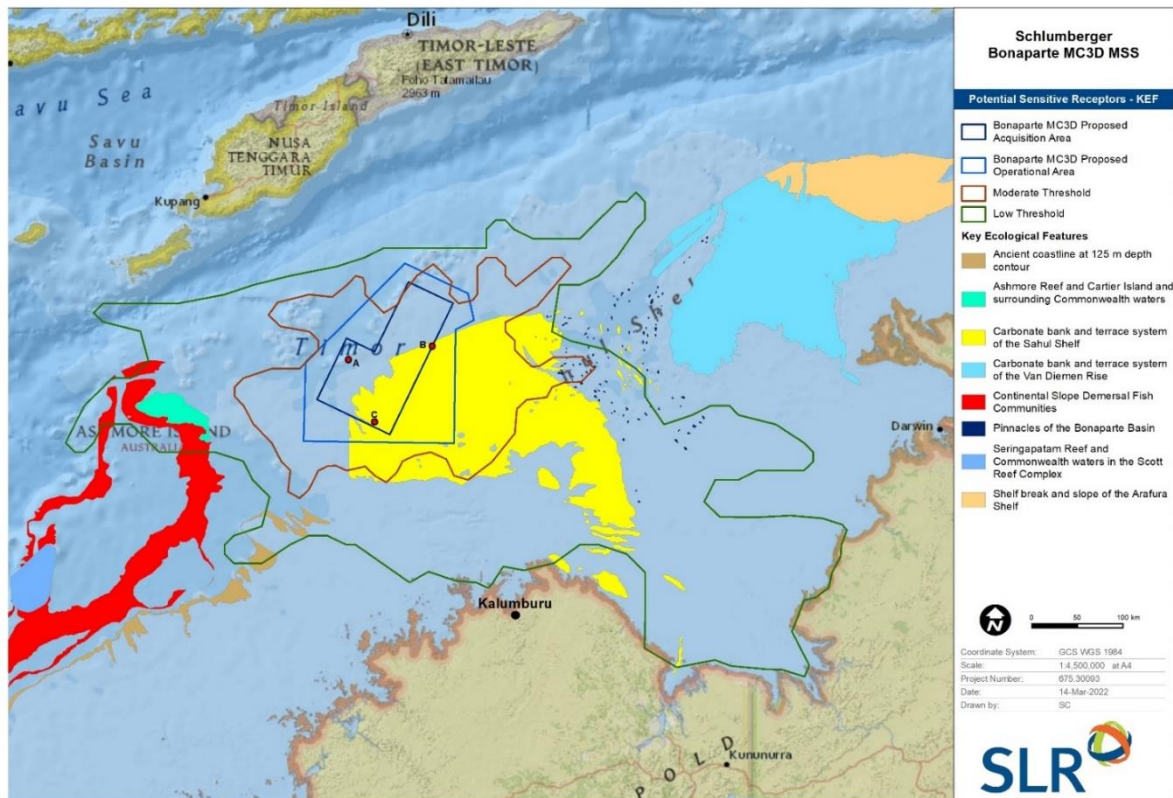 Dili
TIMOR-LESTE
(EAST TIMOR)
Foho Tatamailau
2963 m
Savu Sea
Savu
Basin
Timor Island
NUSA
TENGGARA
TIMUR
Kupang
Timor
A
B
C
ASHMORE ISLAND
AUSTRALIA
Darwin
Kalumburu
Kununurra
Schlumberger
Bonaparte MC3D MSS
Potential Sensitive Receptors - KEF
Bonaparte MC3D Proposed
Acquisition Area
Bonaparte MC3D Proposed
Operational Area
Moderate Threshold
Low Threshold
Key Ecological Features
Ancient coastline at 125 m depth
contour
Ashmore Reef and Cartier Island and
surrounding Commonwealth waters
Carbonate bank and terrace system
of the Sahul Shelf
Carbonate bank and terrace system
of the Van Diemen Rise
Continental Slope Demersal Fish
Communities
Pinnacles of the Bonaparte Basin
Seringapatam Reef and
Commonwealth waters in the Scott
Reef Complex
Shelf break and slope of the Arafura
Shelf
N
0 50 100 km
Coordinate System: GCS WGS 1984
Scale: 1:4,500,000 at A4
Project Number: 675.30093
Date: 14-Mar-2022
Drawn by: SC
SLR